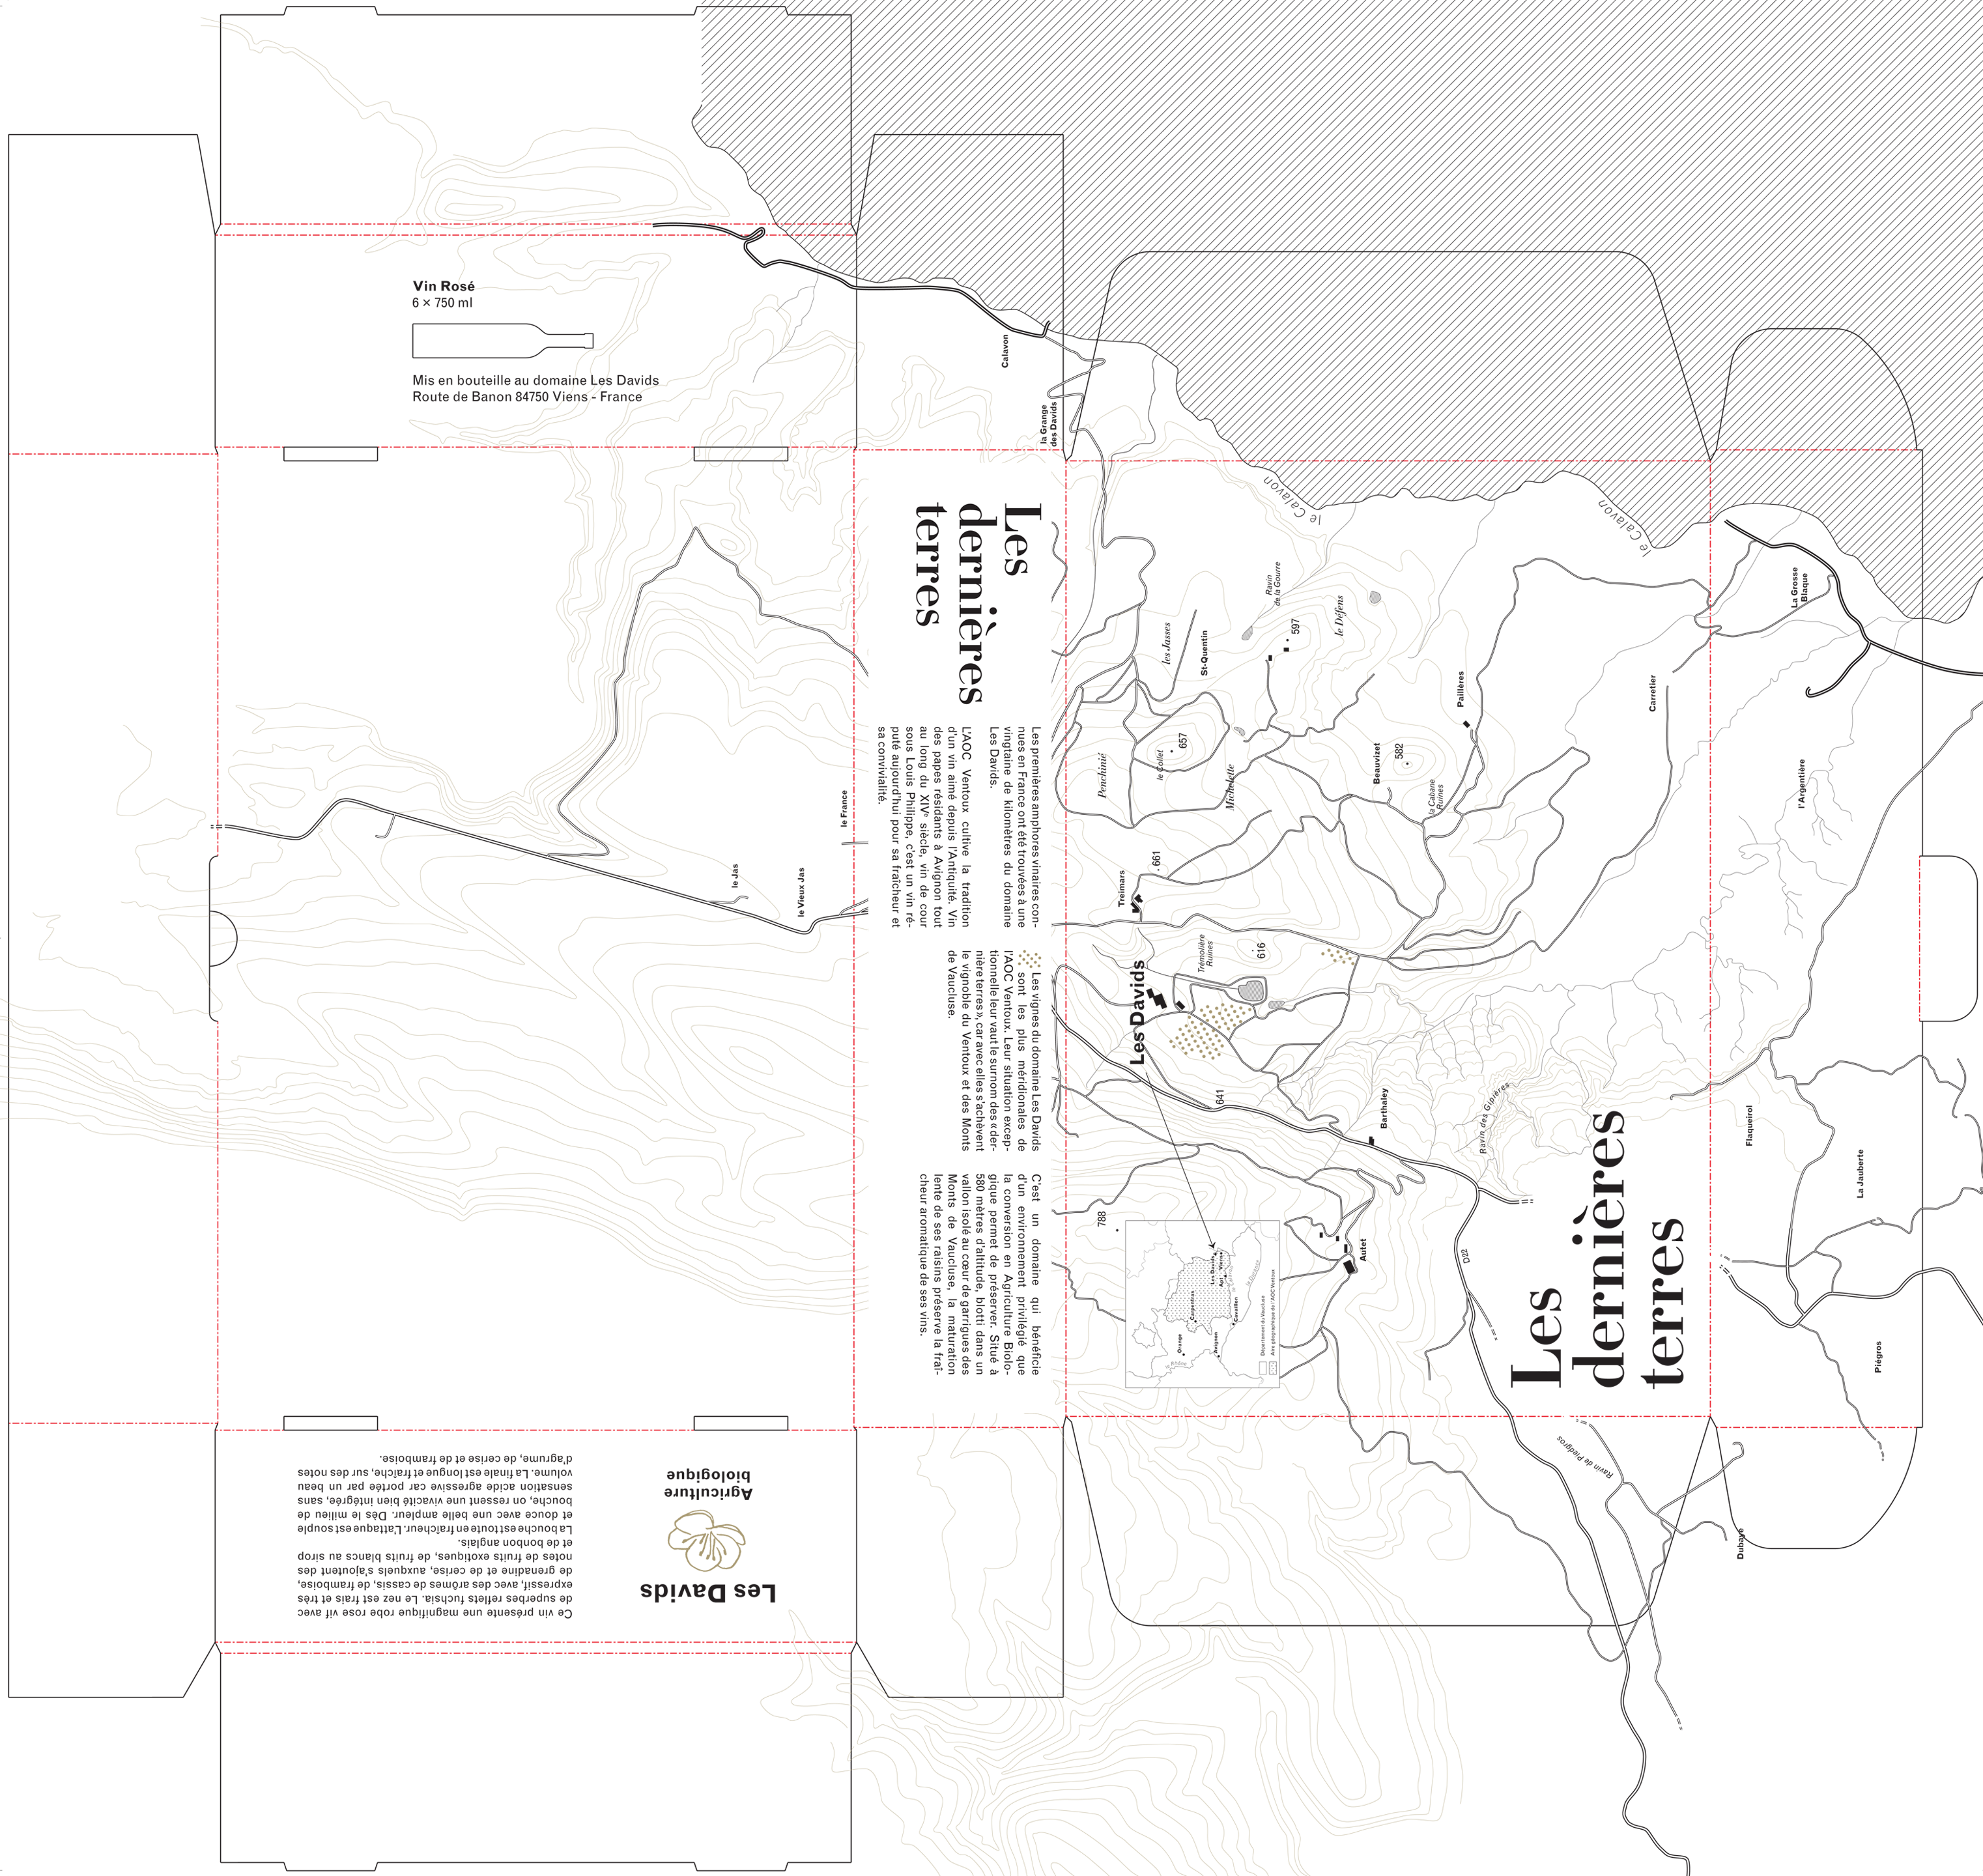 Vin Rosé
6 × 750 ml
Mis en bouteille au domaine Les Davids
Route de Banon 84750 Viens - France
Les
dernières
terres
Les premières amphores vinaires con-
nues en France ont été trouvées à une
vingtaine de kilomètres du domaine
Les Davids.
L'AOC Ventoux cultive la tradition
d'un vin aimé depuis l'Antiquité. Vin
des papes résidants à Avignon tout
au long du XIVe siècle, vin de cour
sous Louis Philippe, c'est un vin ré-
puté aujourd'hui pour sa fraîcheur et
sa convivialité.
Les vignes du domaine Les Davids
sont les plus méridionales de
l'AOC Ventoux. Leur situation excep-
tionnelle leur vaut le surnom des « der-
nière terres », car avec elles s'achèvent
le vignoble du Ventoux et des Monts
de Vaucluse.
C'est un domaine qui bénéficie
d'un environnement privilégié que
la conversion en Agriculture Biolo-
gique permet de préserver. Situé à
580 mètres d'altitude, blotti dans un
vallon isolé au cœur de garrigues des
Monts de Vaucluse, la maturation
lente de ses raisins préserve la fraî-
cheur aromatique de ses vins.
Les Davids
Agriculture
biologique
Ce vin présente une magnifique robe rose vif avec
de superbes reflets fuchsia. Le nez est frais et très
expressif, avec des arômes de cassis, de framboise,
de grenadine et de cerise, auxquels s'ajoutent des
notes de fruits exotiques, de fruits blancs au sirop
et de bonbon anglais.
La bouche est toute en fraîcheur. L'attaque est souple
et douce avec une belle ampleur. Dès le milieu de
bouche, on ressent une vivacité bien intégrée, sans
sensation acide agressive car portée par un beau
volume. La finale est longue et fraîche, sur des notes
d'agrume, de cerise et de framboise.
Les
dernières
terres
le France
le Jas
le Vieux Jas
Calavon
la Grange
des Davids
le Calavon
le Calavon
les Jasses
St-Quentin
Ravin
de la Gourre
597
le Défens
Paillères
Carretier
La Grosse
Blaque
Penchinié
le Collet
657
Michelette
Beauvizet
582
la Cabane
Ruines
l'Argentière
Treimars
661
Trémolière
Ruines
616
Les Davids
641
Barthaley
Ravin des Gipières
Flaqueirol
La Jauberte
788
Autet
D22
Piégros
Ravin de Piedgros
Dubaye
Orange
Carpentras
Avignon
Cavaillon
Apt
Viens
Les Davids
le Rhône
la Durance
Département du Vaucluse
Aire géographique de l'AOC Ventoux